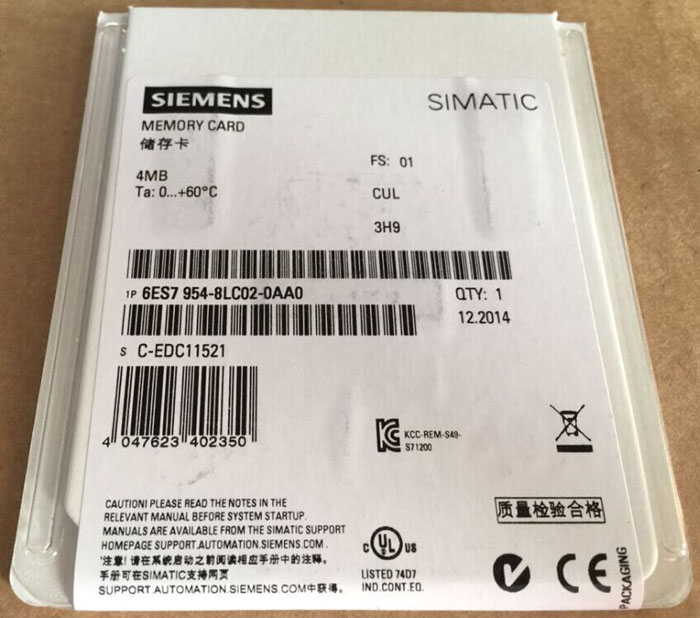 SIEMENS
SIMATIC
MEMORY CARD
储存卡
FS: 01
4MB
Ta: 0...+60°C
CUL
3H9
1P 6ES7 954-8LC02-0AA0
QTY: 1
12.2014
S C-EDC11521
4 047623 402350
KCC-REM-S49-
S71200
CAUTION! PLEASE READ THE NOTES IN THE
RELEVANT MANUAL BEFORE SYSTEM STARTUP.
MANUALS ARE AVAILABLE FROM THE SIMATIC SUPPORT
HOMEPAGE SUPPORT.AUTOMATION.SIEMENS.COM .
"注意! 请在系统启动之前阅读相应手册中的注释。
手册可在SIMATIC支持网页
SUPPORT.AUTOMATION.SIEMENS.COM中获得。
质量检验合格
C UL US
LISTED 74D7
IND.CONT.EQ.
CE
PACKAGING